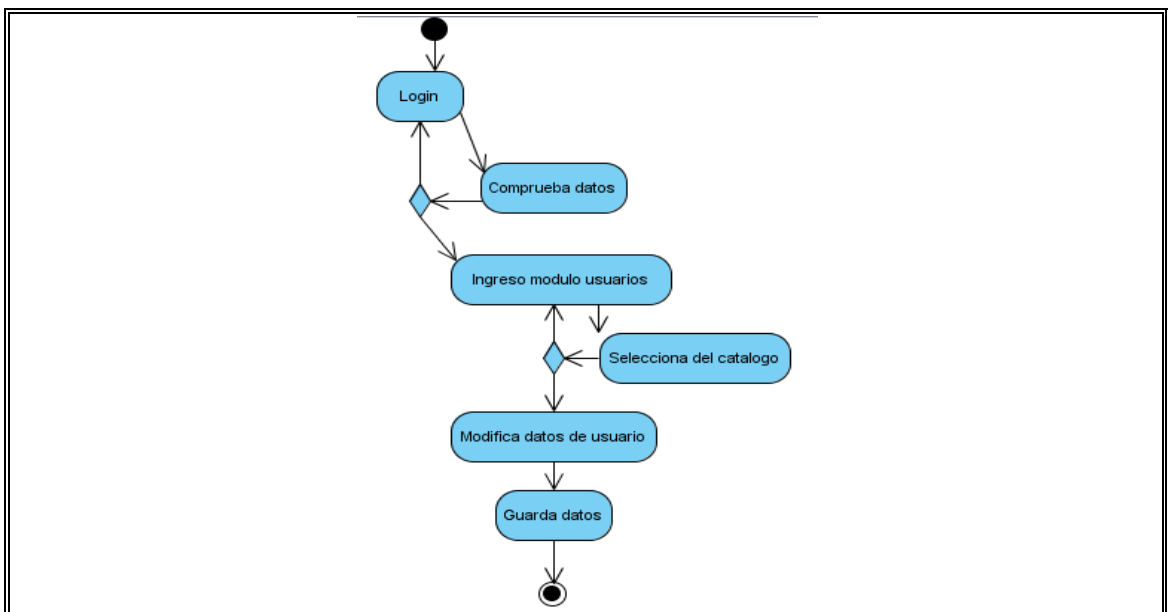 Login
Comprueba datos
Ingreso modulo usuarios
Selecciona del catalogo
Modifica datos de usuario
Guarda datos